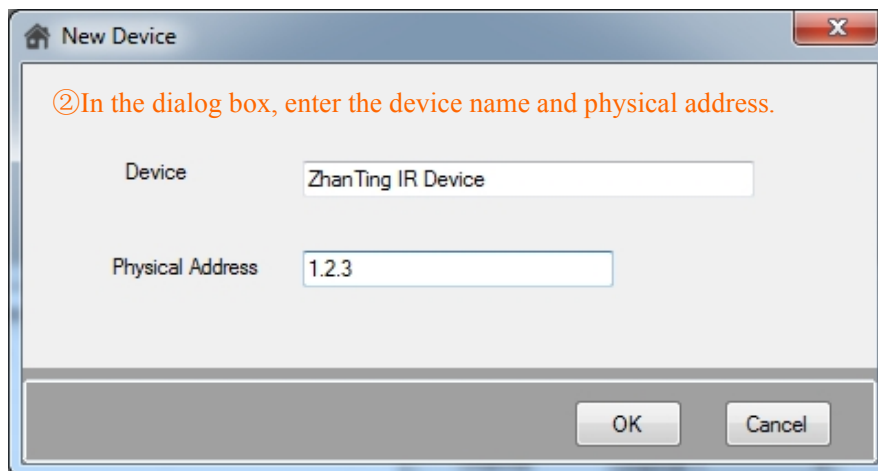 New Device
②In the dialog box, enter the device name and physical address.
Device
ZhanTing IR Device
Physical Address
1.2.3
OK
Cancel